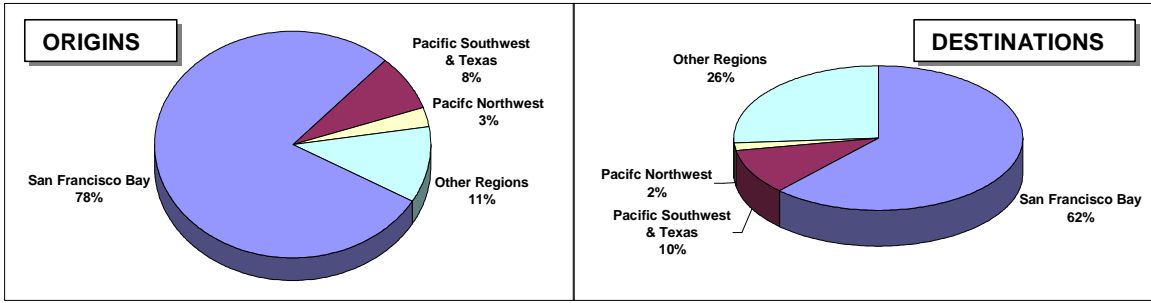 ORIGINS
Pacific Southwest
& Texas
8%
Pacifc Northwest
3%
Other Regions
11%
San Francisco Bay
78%
DESTINATIONS
Other Regions
26%
Pacifc Northwest
2%
Pacific Southwest
& Texas
10%
San Francisco Bay
62%